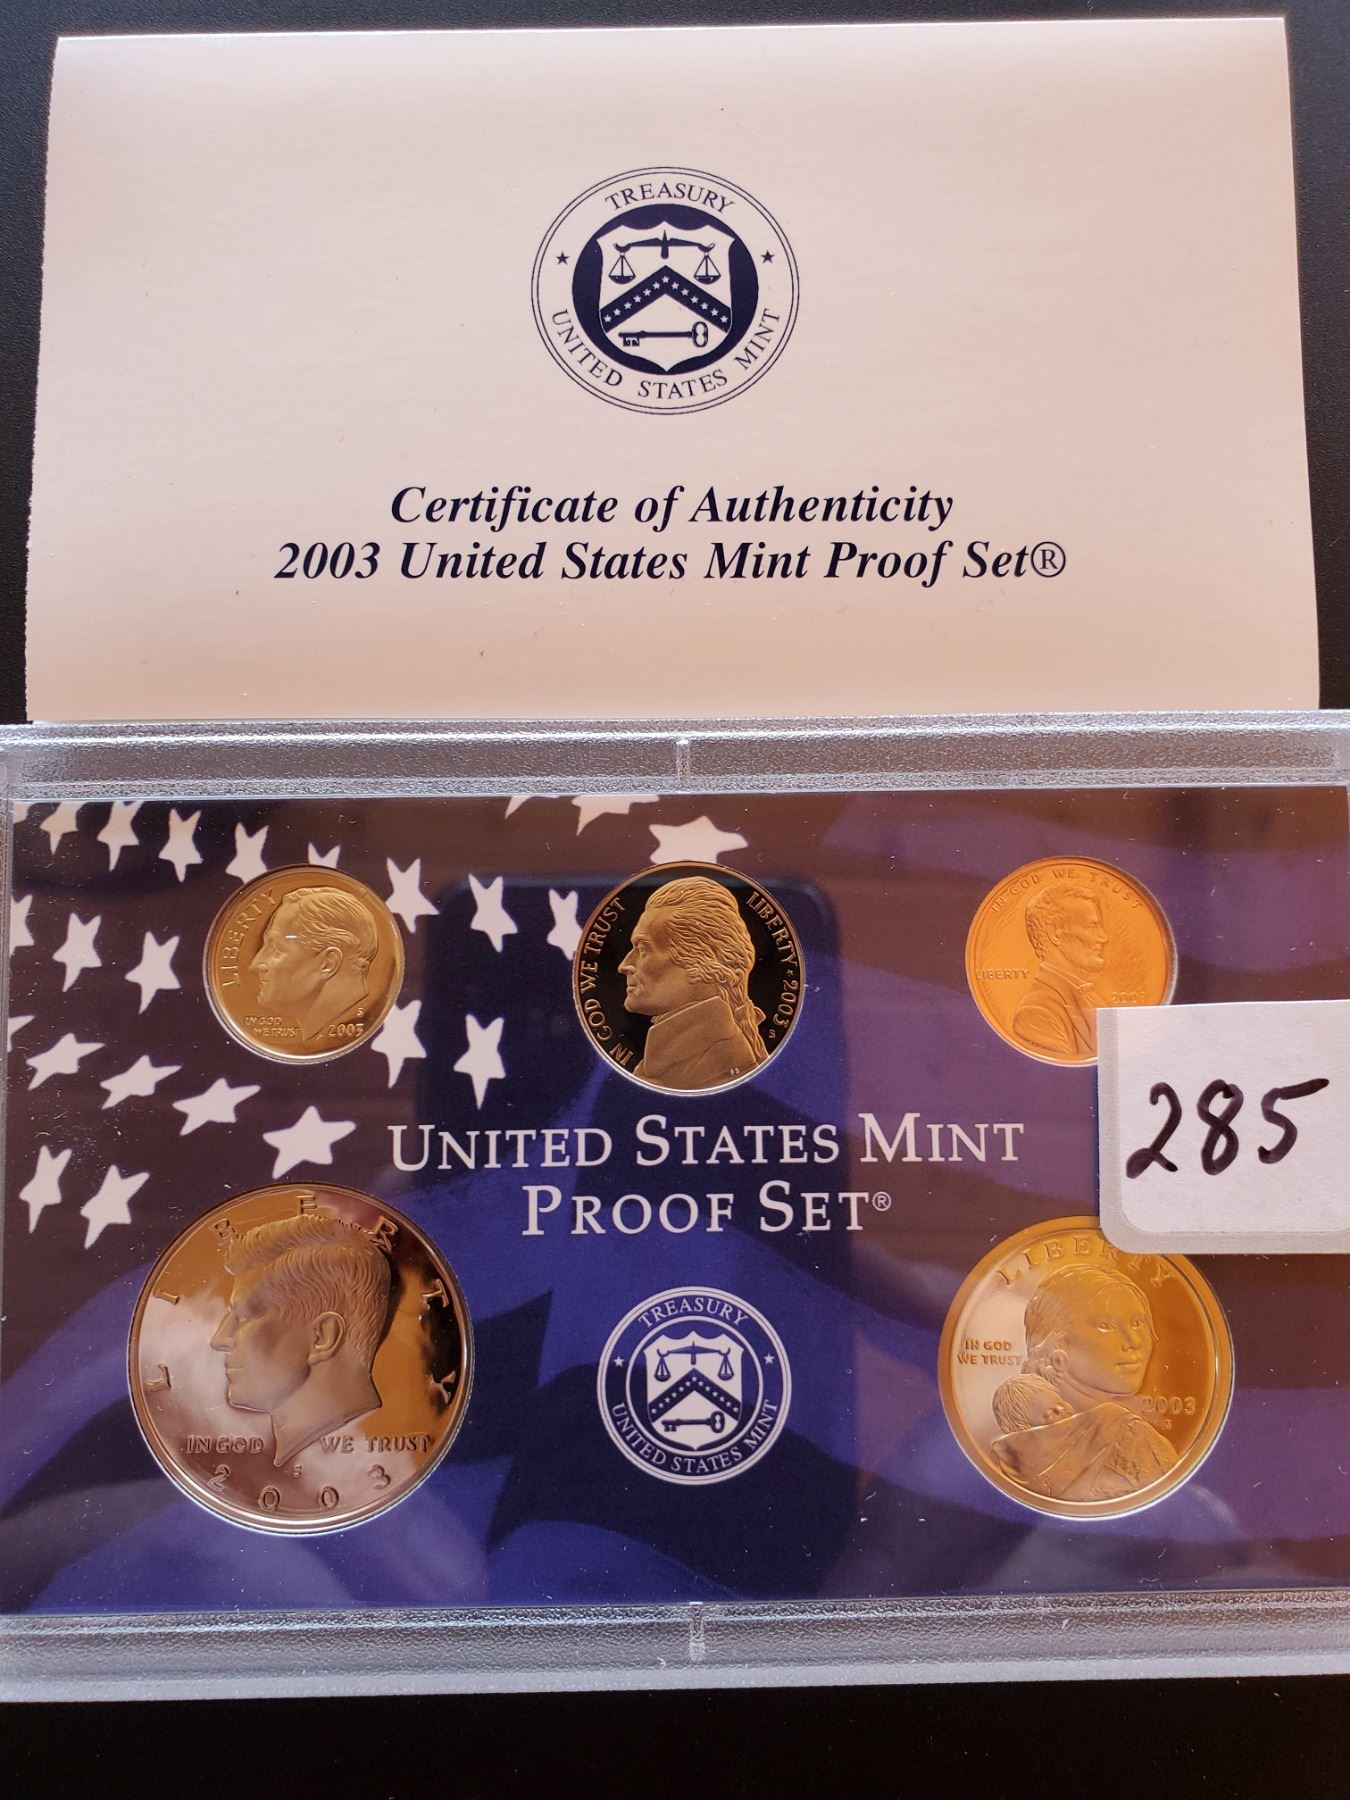 TREASURY
UNITED STATES MINT
Certificate of Authenticity
2003 United States Mint Proof Set®
LIBERTY
IN GOD
WE TRUST
S
2003
IN GOD WE TRUST
LIBERTY * 2003
S
IN GOD WE TRUST
LIBERTY
2003
285
UNITED STATES MINT
PROOF SET®
LIBERTY
IN GOD WE TRUST
S
2003
TREASURY
UNITED STATES MINT
LIBERTY
IN GOD
WE TRUST
2003
S